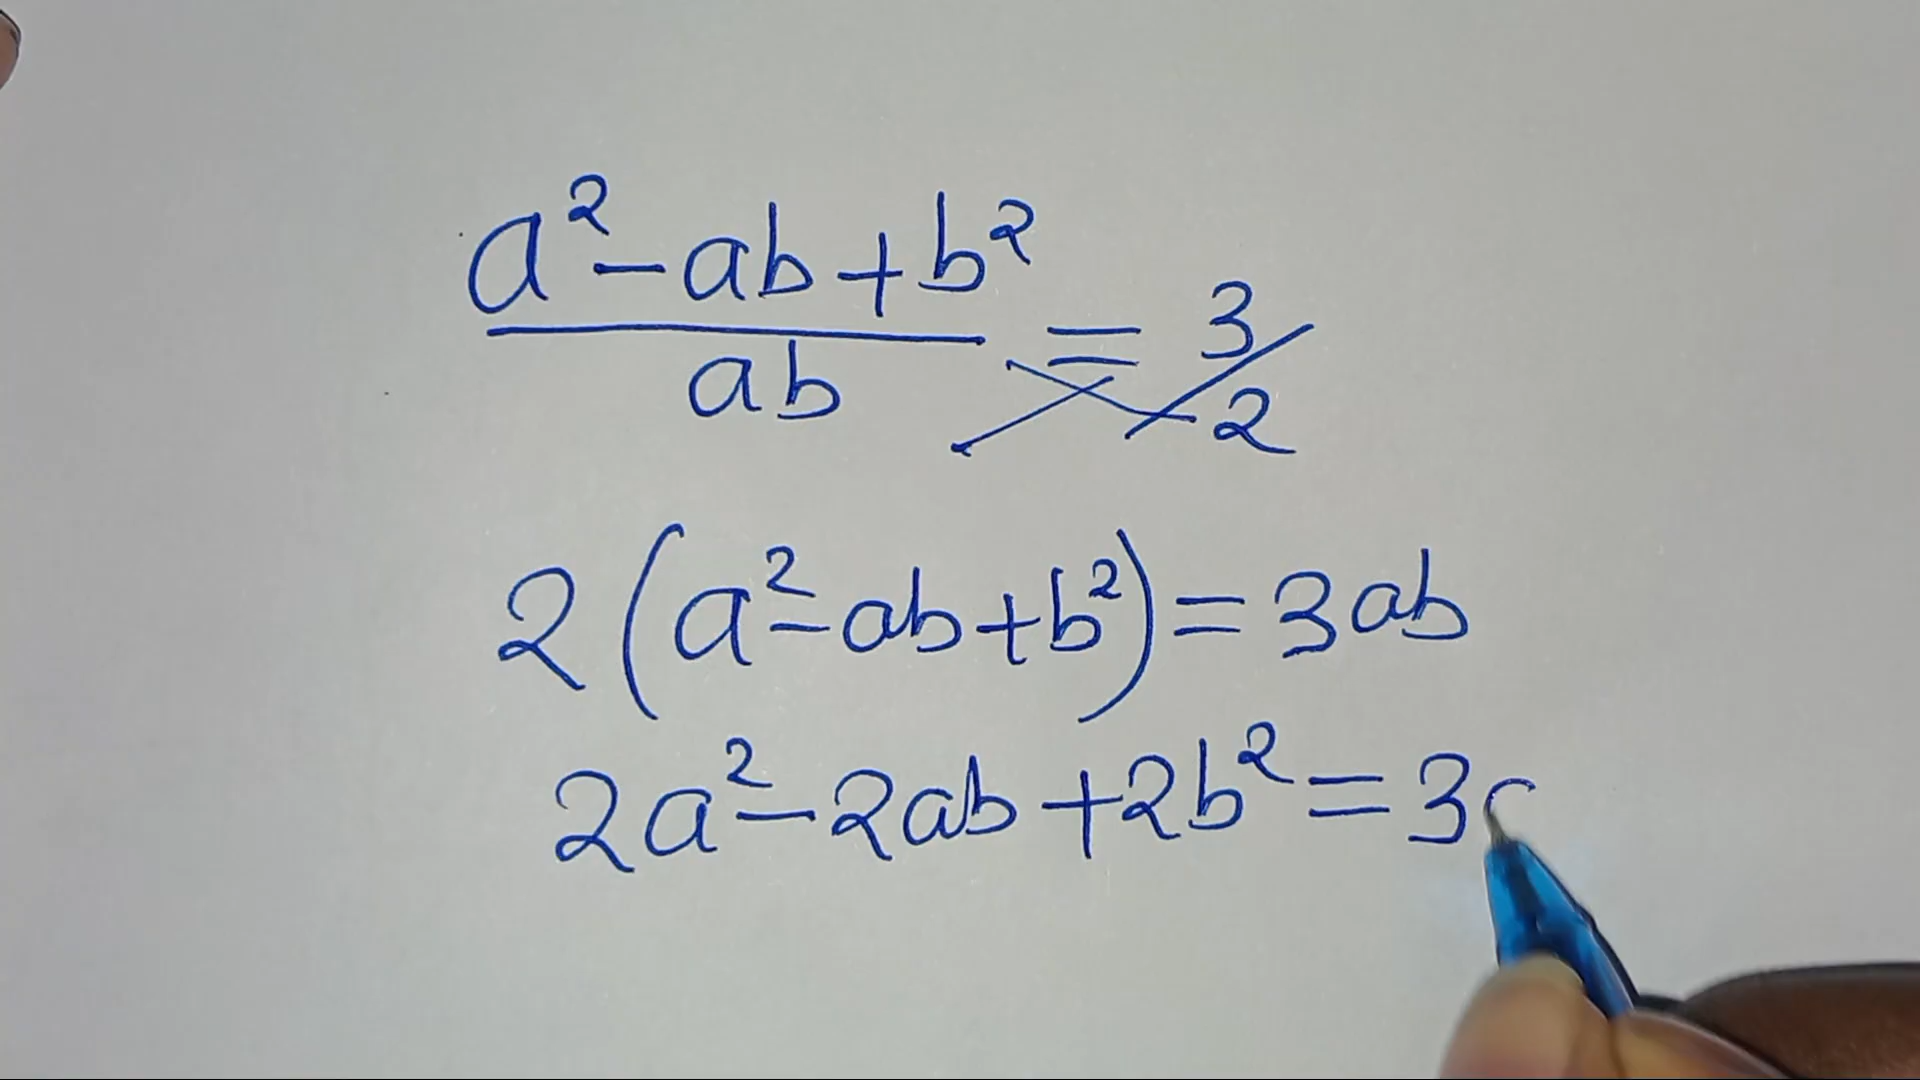 a² - ab + b² / ab = 3/2
2(a² - ab + b²) = 3ab
2a² - 2ab + 2b² = 3